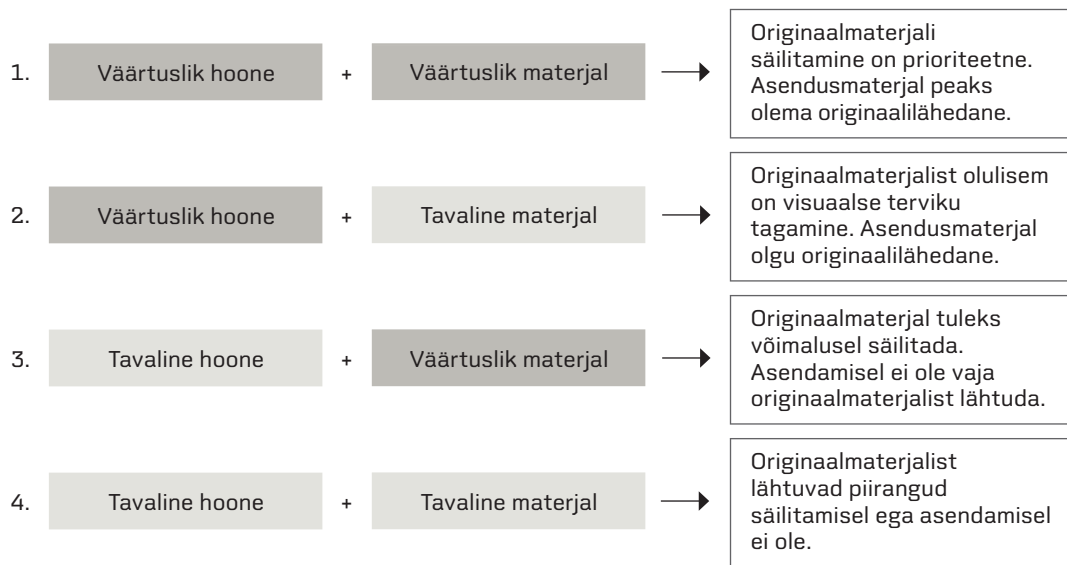 Originaalmaterjali
säilitamine on prioriteetne.
1. Väärtuslik hoone + Väärtuslik materjal
Asendusmaterjal peaks
olema originaalilähedane.
Originaalmaterjalist olulisem
on visuaalse terviku
2. Väärtuslik hoone + Tavaline materjal
tagamine. Asendusmaterjal
olgu originaalilähedane.
Originaalmaterjal tuleks
võimalusel säilitada.
3. Tavaline hoone + Väärtuslik materjal
Asendamisel ei ole vaja
originaalmaterjalist lähtuda.
Originaalmaterjalist
lähtuvad piirangud
4. Tavaline hoone + Tavaline materjal
säilitamisel ega asendamisel
ei ole.